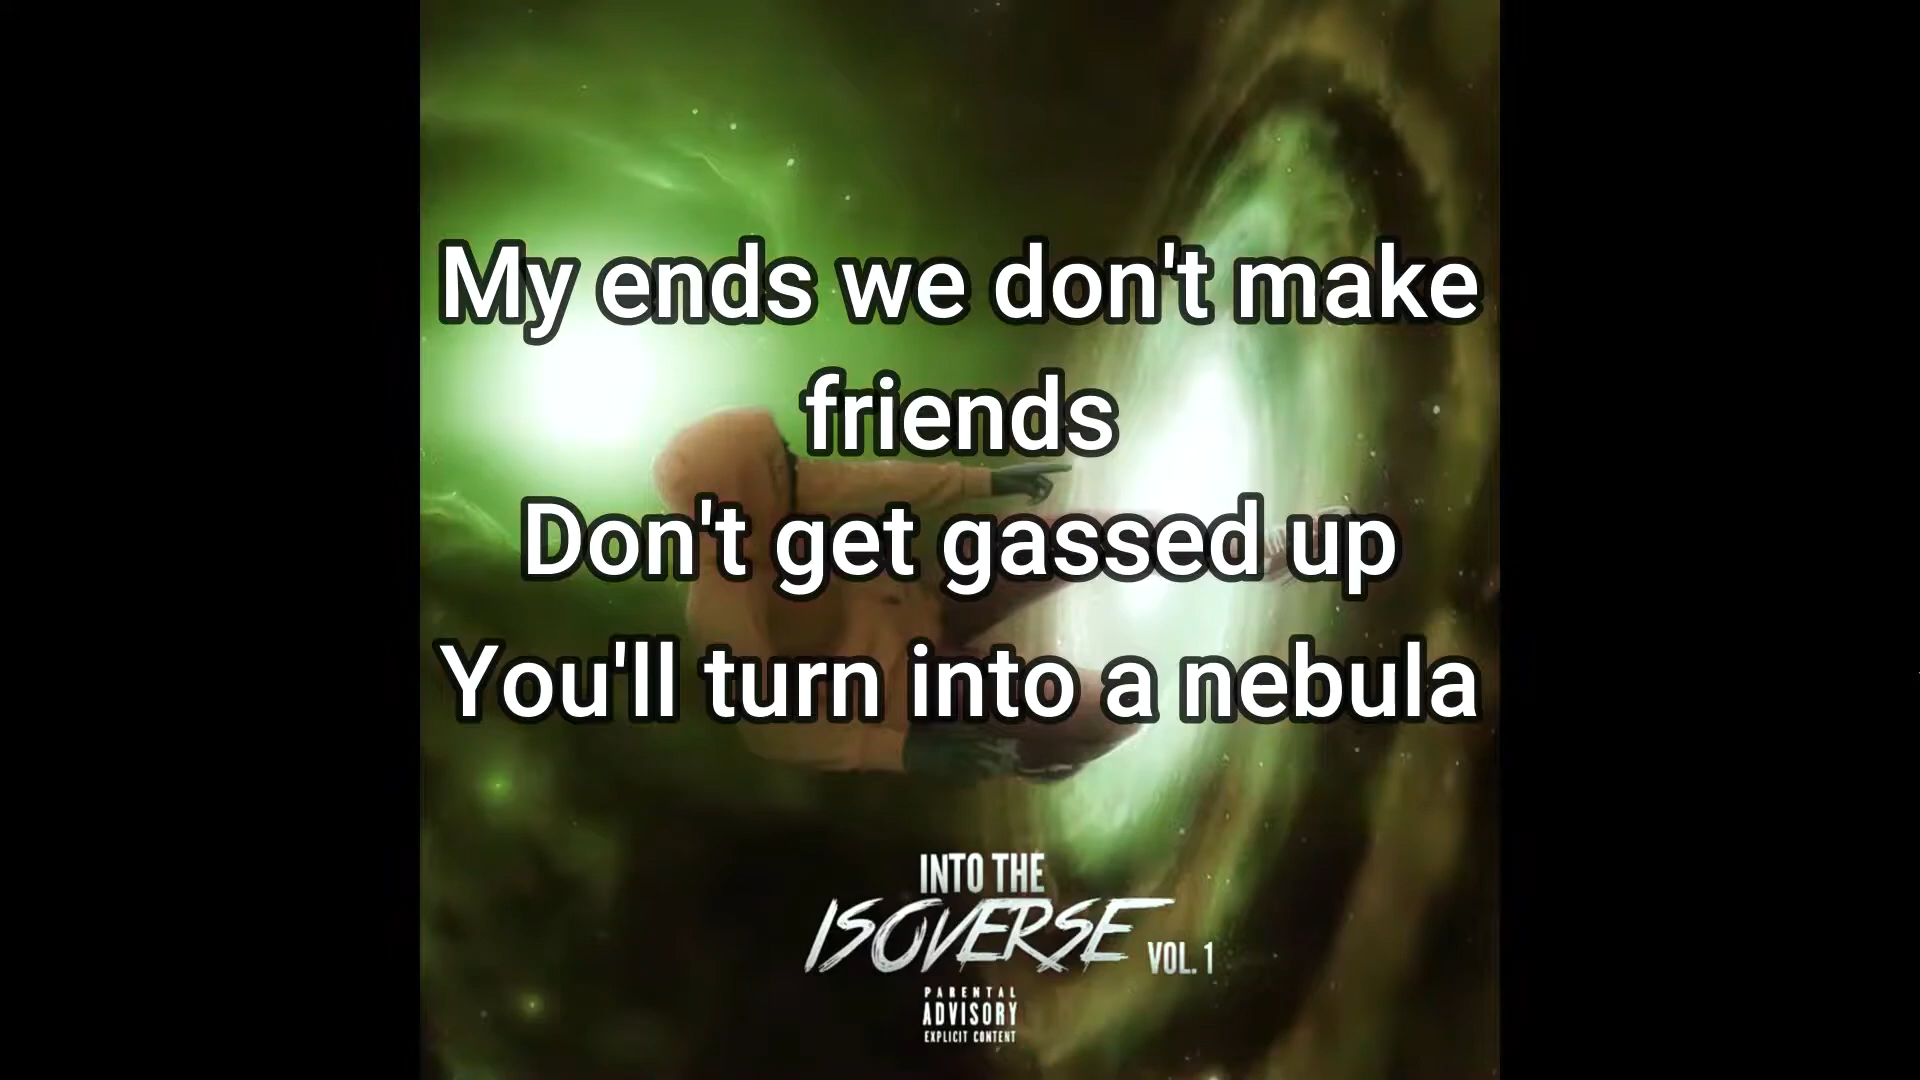 My ends we don't make
friends
Don't get gassed up
You'll turn into a nebula
INTO THE
ISOVERSE VOL. 1
PARENTAL
ADVISORY
EXPLICIT CONTENT